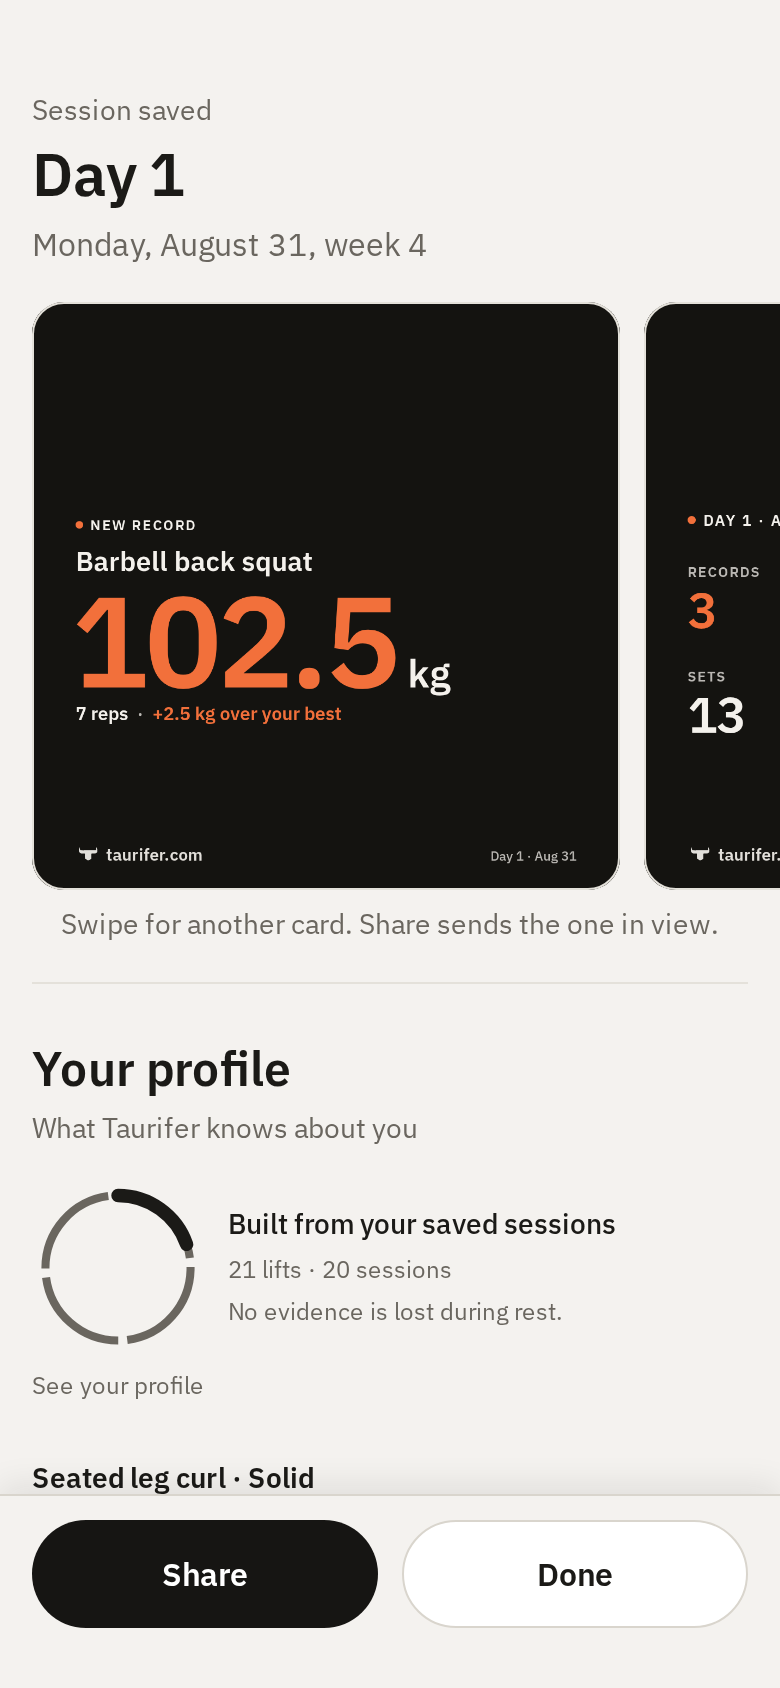 Session saved
Day 1
Monday, August 31, week 4
NEW RECORD
Barbell back squat
102.5 kg
7 reps · +2.5 kg over your best
taurifer.com
Day 1 · Aug 31
DAY 1 ·
RECORDS
3
SETS
13
taurifer.
Swipe for another card. Share sends the one in view.
Your profile
What Taurifer knows about you
Built from your saved sessions
21 lifts · 20 sessions
No evidence is lost during rest.
See your profile
Seated leg curl · Solid
Share
Done